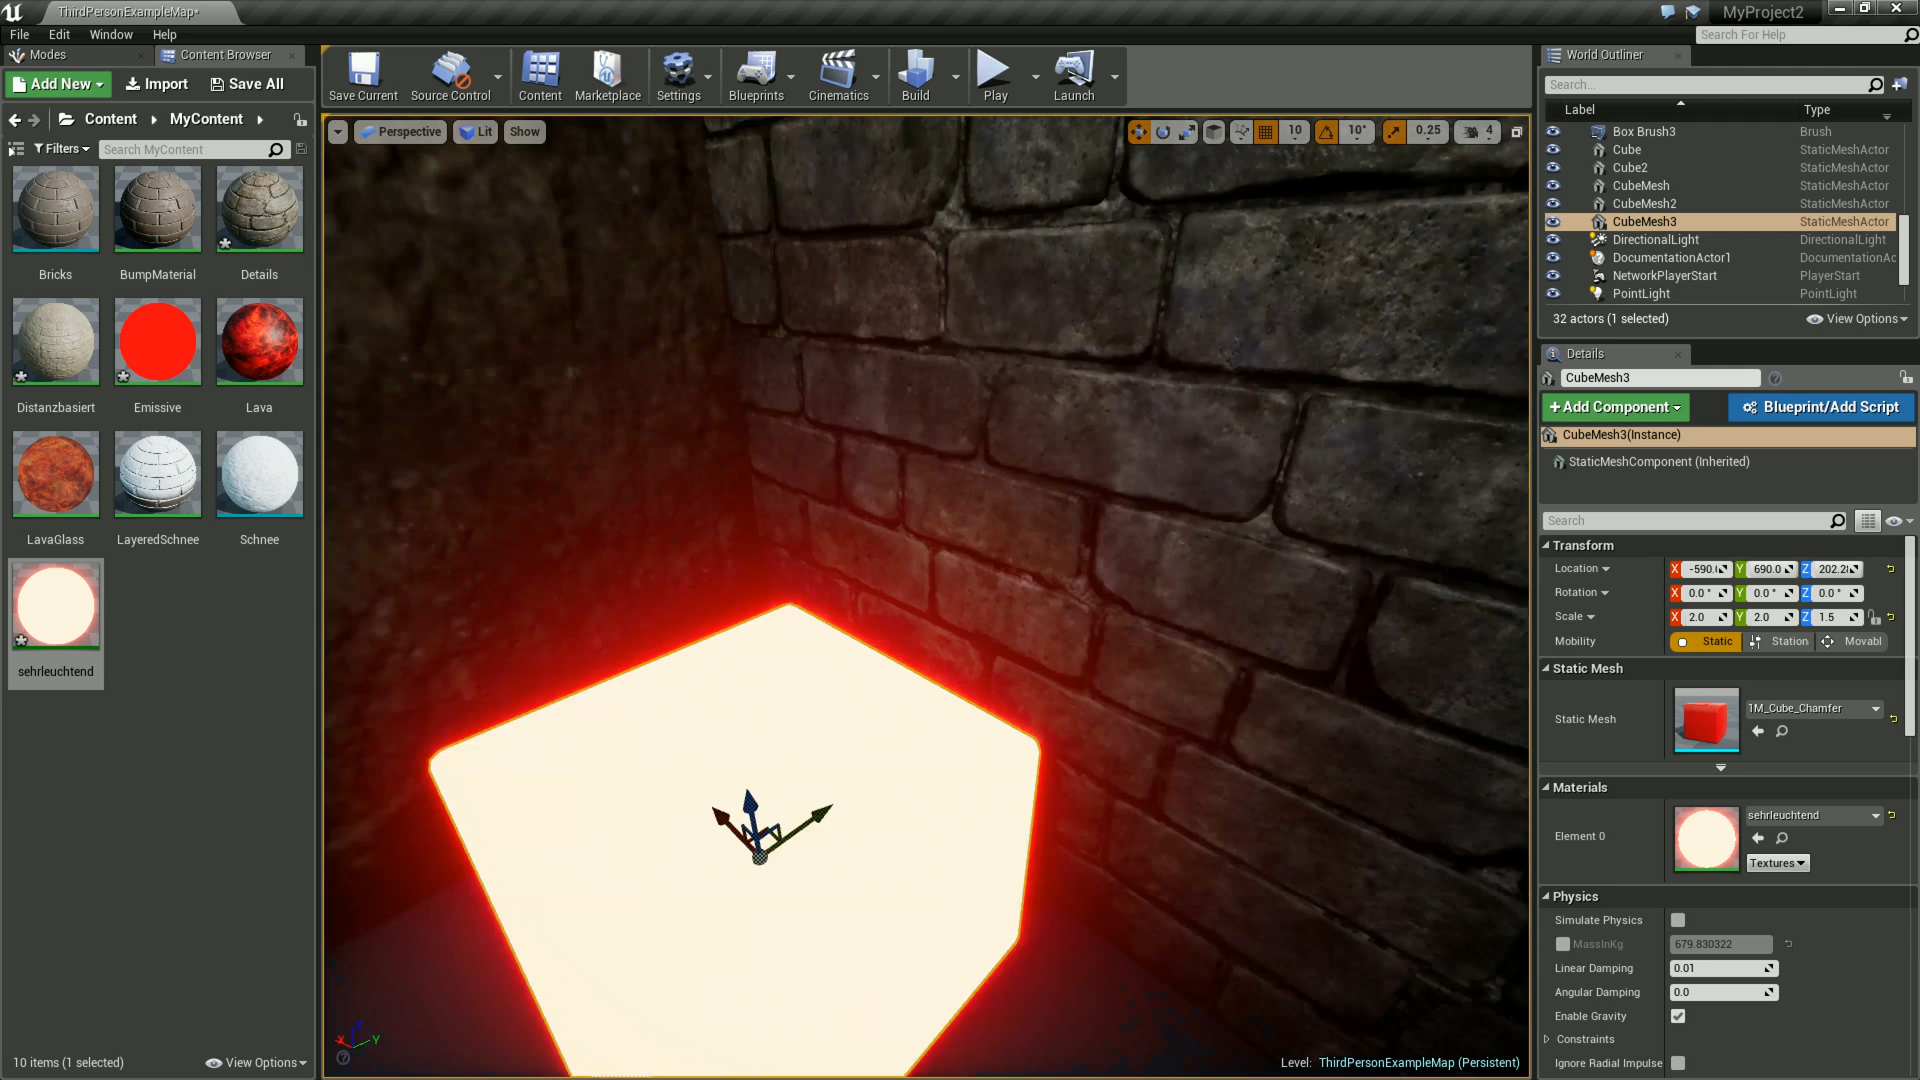 ThirdPersonExampleMap*
MyProject2
File Edit Window Help
Search For Help
Modes
Content Browser
Add New
Import
Save All
Content MyContent
Filters
Search MyContent
Bricks
BumpMaterial
Details
Distanzbasiert
Emissive
Lava
LavaGlass
LayeredSchnee
Schnee
sehrleuchtend
10 items (1 selected)
View Options
Save Current
Source Control
Content
Marketplace
Settings
Blueprints
Cinematics
Build
Play
Launch
Perspective
Lit
Show
10
10°
0.25
4
X
Z
Y
Level: ThirdPersonExampleMap (Persistent)
World Outliner
Search...
Label Type
Box Brush3 Brush
Cube StaticMeshActor
Cube2 StaticMeshActor
CubeMesh StaticMeshActor
CubeMesh2 StaticMeshActor
CubeMesh3 StaticMeshActor
DirectionalLight DirectionalLight
DocumentationActor1 DocumentationAc
NetworkPlayerStart PlayerStart
PointLight PointLight
32 actors (1 selected)
View Options
Details
CubeMesh3
+Add Component
Blueprint/Add Script
CubeMesh3(Instance)
StaticMeshComponent (Inherited)
Search
Transform
Location X -590.( Y 690.0 Z 202.2
Rotation X 0.0 ° Y 0.0 ° Z 0.0 °
Scale X 2.0 Y 2.0 Z 1.5
Mobility Static Station Movabl
Static Mesh
Static Mesh
1M_Cube_Chamfer
Materials
Element 0
sehrleuchtend
Textures
Physics
Simulate Physics
MassInKg 679.830322
Linear Damping 0.01
Angular Damping 0.0
Enable Gravity
Constraints
Ignore Radial Impulse